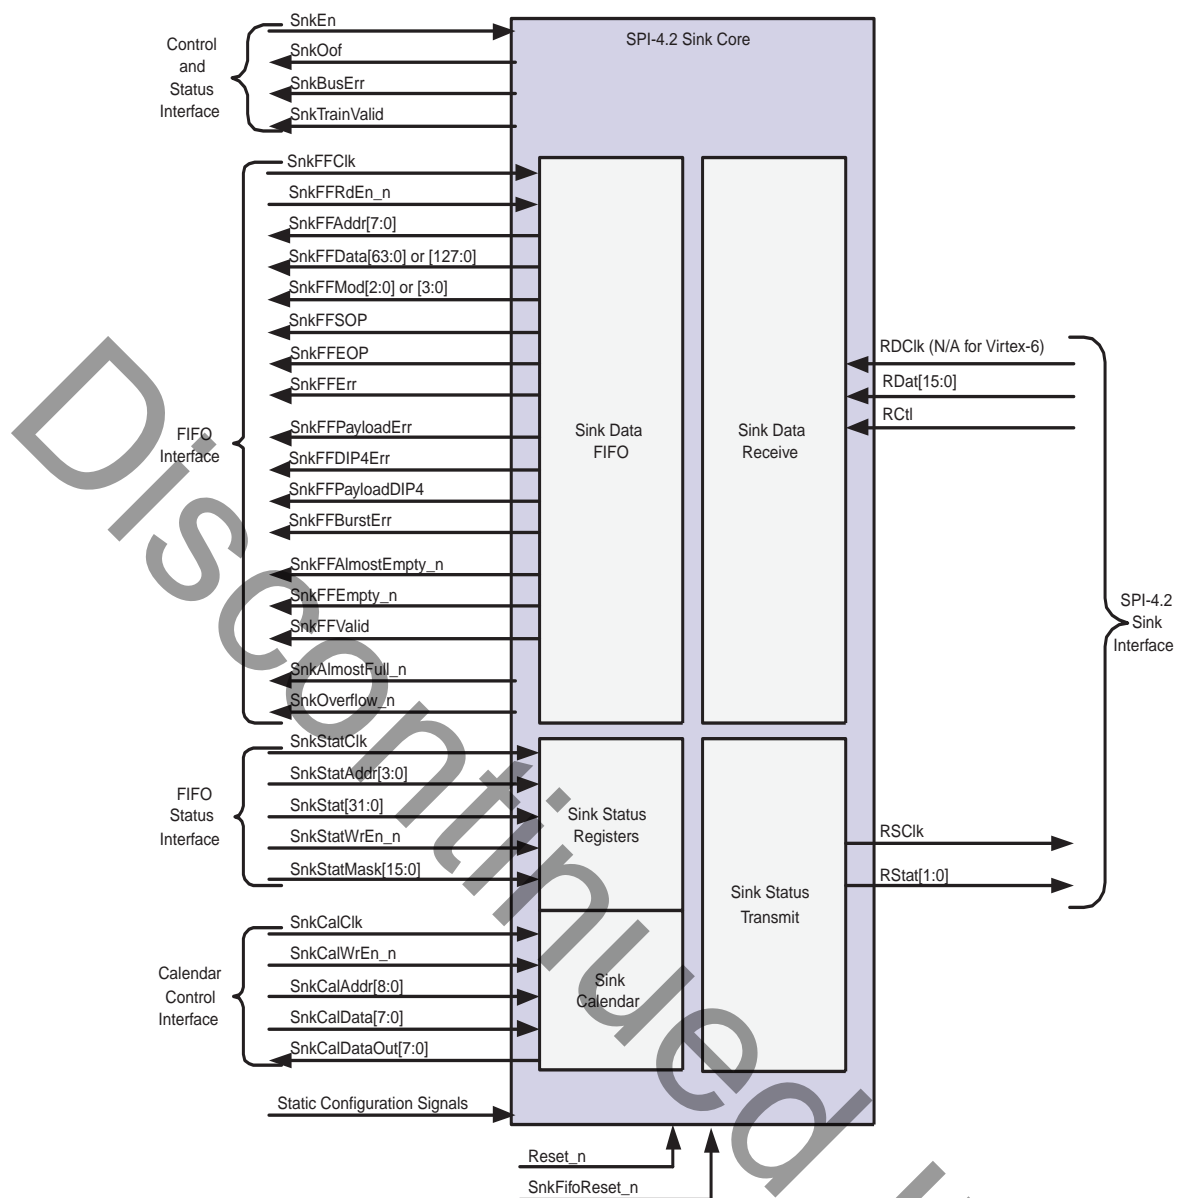 SPI-4.2 Sink Core
Control
and
Status
Interface
SnkEn
SnkOof
SnkBusErr
SnkTrainValid
FIFO
Interface
SnkFFClk
SnkFFRdEn_n
SnkFFAddr[7:0]
SnkFFData[63:0] or [127:0]
SnkFFMod[2:0] or [3:0]
SnkFFSOP
SnkFFEOP
SnkFFErr
SnkFFPayloadErr
SnkFFDIP4Err
SnkFFPayloadDIP4
SnkFFBurstErr
SnkFFAlmostEmpty_n
SnkFFEmpty_n
SnkFFValid
SnkAlmostFull_n
SnkOverflow_n
Sink Data
FIFO
Sink Data
Receive
RDClk (N/A for Virtex-6)
RDat[15:0]
RCtl
SPI-4.2
Sink
Interface
FIFO
Status
Interface
SnkStatClk
SnkStatAddr[3:0]
SnkStat[31:0]
SnkStatWrEn_n
SnkStatMask[15:0]
Sink Status
Registers
Sink Status
Transmit
RSClk
RStat[1:0]
Calendar
Control
Interface
SnkCalClk
SnkCalWrEn_n
SnkCalAddr[8:0]
SnkCalData[7:0]
SnkCalDataOut[7:0]
Sink
Calendar
Static Configuration Signals
Reset_n
SnkFifoReset_n
Discontinued